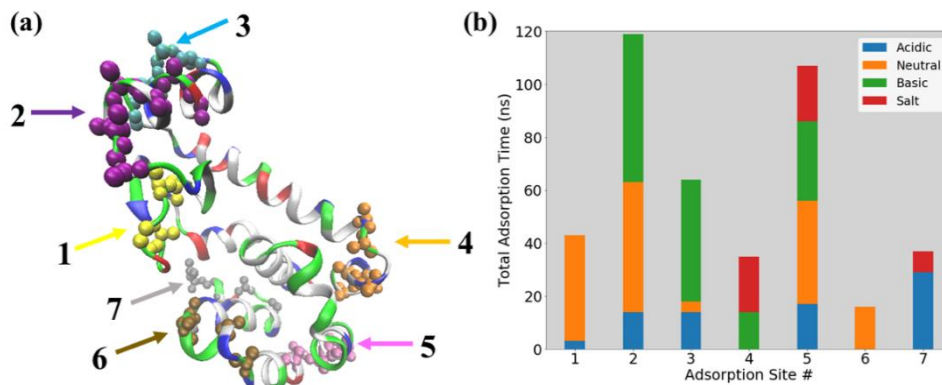 (a)
3
2
1
4
7
6
5
(b)
Total Adsorption Time (ns)
120
100
80
60
40
20
0
Acidic
Neutral
Basic
Salt
1 2 3 4 5 6 7
Adsorption Site #